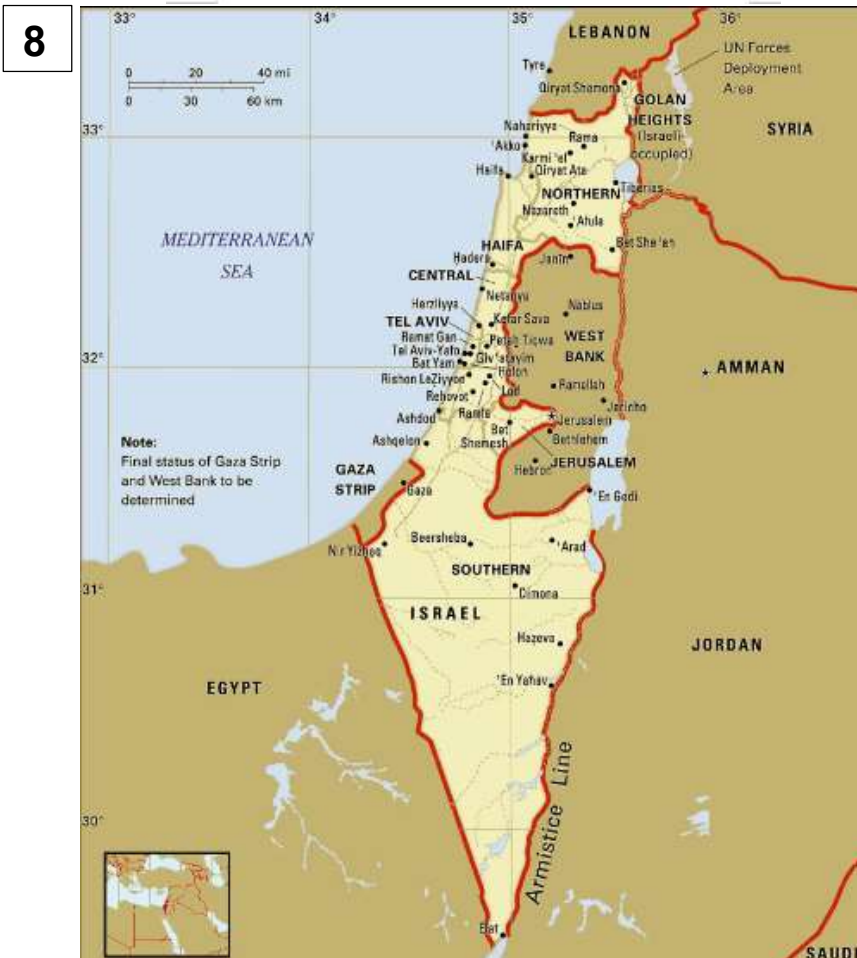 8
33°
34°
35°
36°
LEBANON
UN Forces
Deployment
Area
Tyre
Qiryat Shemona
GOLAN
HEIGHTS
(Israeli-
occupied)
SYRIA
0 20 40 mi
0 30 60 km
33°
Nahariyya
'Akko
Rama
Karmi'el
Haifa
Qiryat Ata
Tiberias
NORTHERN
Nazareth
'Afula
MEDITERRANEAN
SEA
HAIFA
Bet She'an
Hadera
Janin
CENTRAL
Netanya
Herzliyya
Nablus
TEL AVIV
Kefar Sava
Ramat Gan
Petah Tiqwa
WEST
BANK
Tel Aviv-Yafo
Giv'atayim
32°
Bat Yam
Holon
AMMAN
Rishon LeZiyyon
Lod
Ramallah
Rehovot
Jericho
Ashdod
Ramla
Jerusalem
Bet
Shemesh
Bethlehem
Ashqelon
Note:
Final status of Gaza Strip
and West Bank to be
determined
GAZA
STRIP
Hebron
JERUSALEM
Gaza
'En Gedi
Nir Yizhaq
Beersheba
'Arad
SOUTHERN
31°
Dimona
ISRAEL
Hazeva
JORDAN
EGYPT
'En Yahav
Armistice Line
30°
Elat
SAUDI